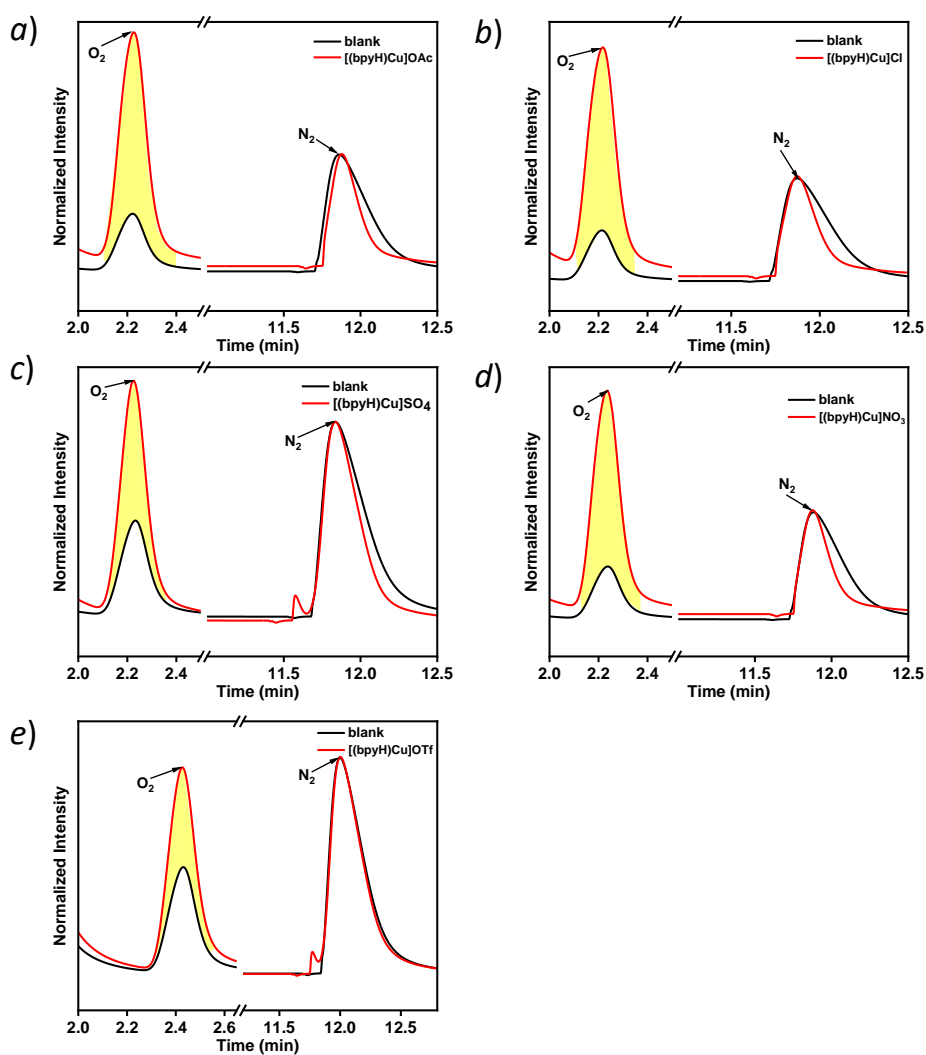 a)
O2
N2
blank
[(bpyH)Cu]OAc
Normalized Intensity
2.0 2.2 2.4 11.5 12.0 12.5
Time (min)
b)
O2
N2
blank
[(bpyH)Cu]Cl
Normalized Intensity
2.0 2.2 2.4 11.5 12.0 12.5
Time (min)
c)
O2
N2
blank
[(bpyH)Cu]SO4
Normalized Intensity
2.0 2.2 2.4 11.5 12.0 12.5
Time (min)
d)
O2
N2
blank
[(bpyH)Cu]NO3
Normalized Intensity
2.0 2.2 2.4 11.5 12.0 12.5
Time (min)
e)
O2
N2
blank
[(bpyH)Cu]OTf
Normalized Intensity
2.0 2.2 2.4 2.6 11.5 12.0 12.5
Time (min)